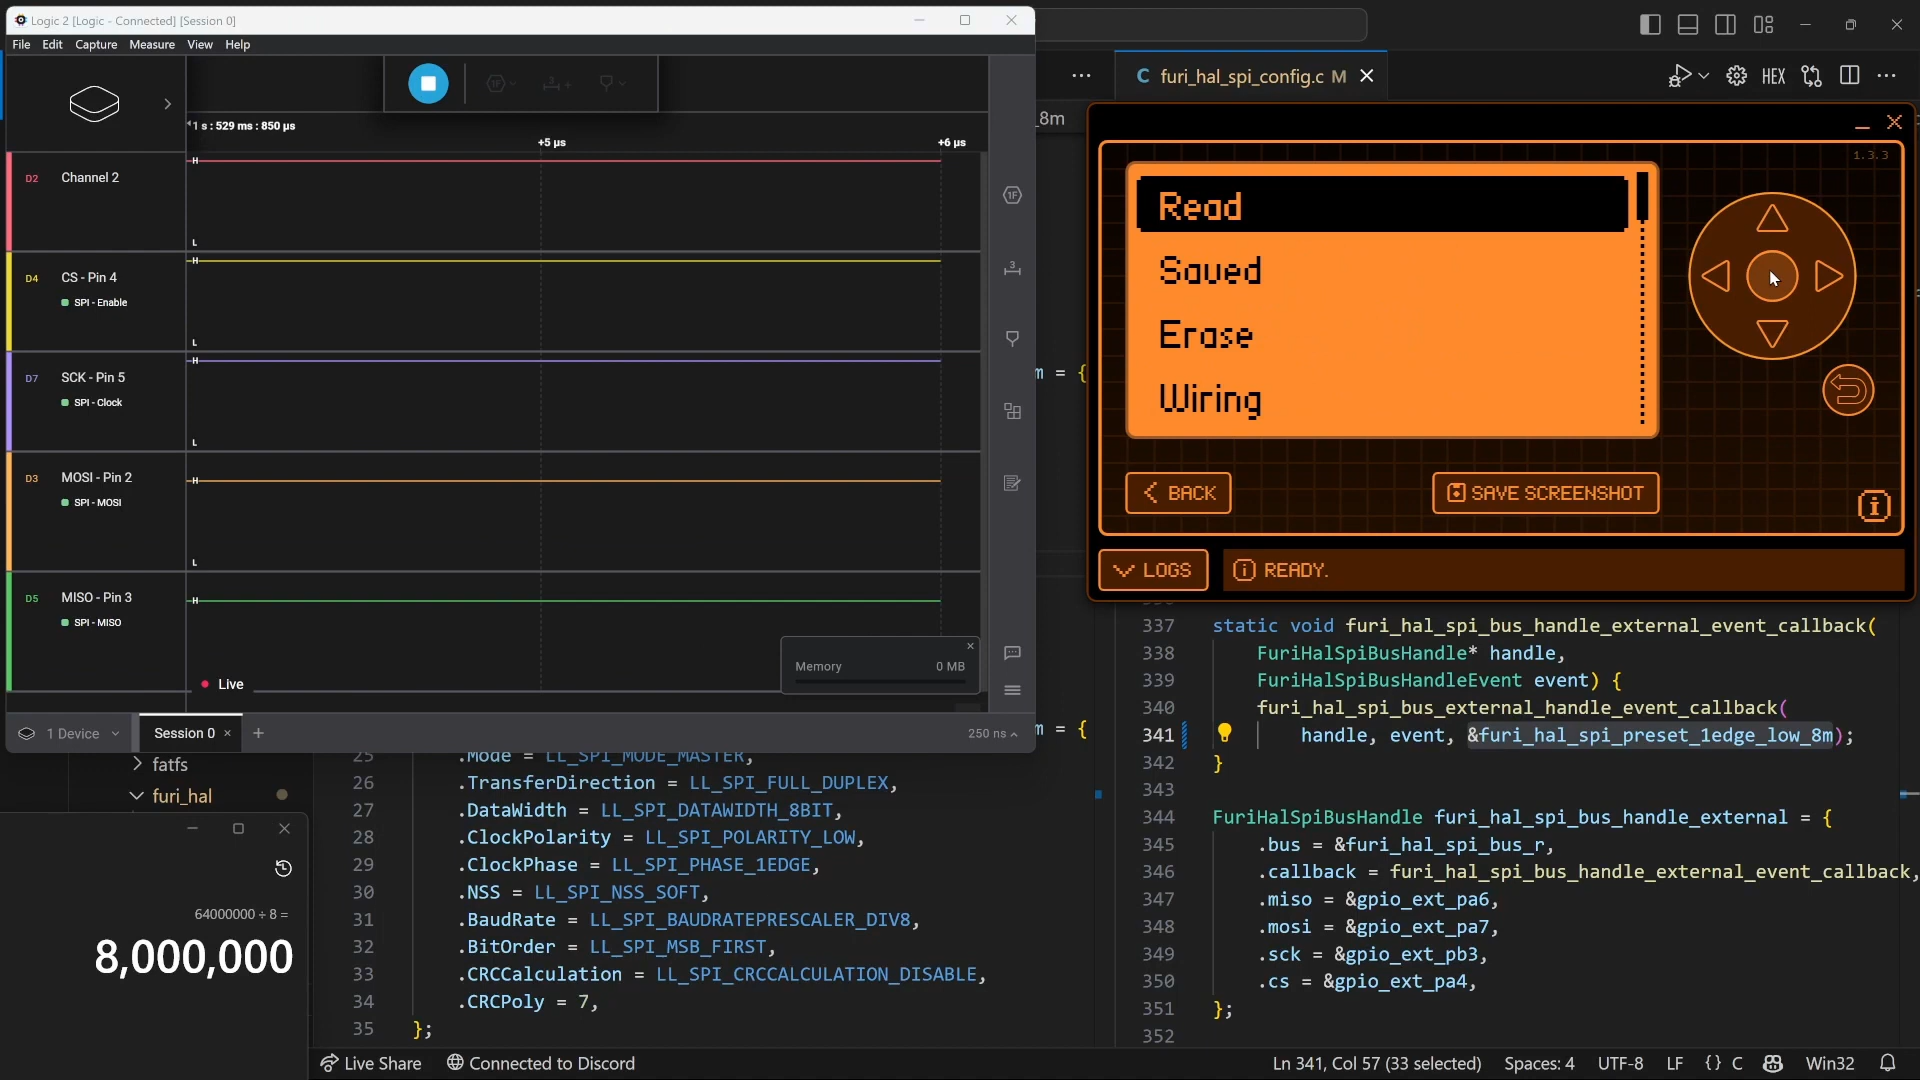 Logic 2 [Logic - Connected] [Session 0]
File Edit Capture Measure View Help
1 s : 529 ms : 850 µs
+5 µs
+6 µs
D2 Channel 2
H
L
D4 CS - Pin 4
SPI - Enable
H
L
D7 SCK - Pin 5
SPI - Clock
H
L
D3 MOSI - Pin 2
SPI - MOSI
H
L
D5 MISO - Pin 3
SPI - MISO
H
Live
Memory 0 MB
1 Device
Session 0
250 ns
C furi_hal_spi_config.c M
HEX
_8m
m = {
m = {
1.3.3
Read
Saved
Erase
Wiring
BACK
SAVE SCREENSHOT
LOGS
READY.
fatfs
furi_hal
64000000 ÷ 8 =
8,000,000
25 .Mode = LL_SPI_MODE_MASTER,
26 .TransferDirection = LL_SPI_FULL_DUPLEX,
27 .DataWidth = LL_SPI_DATAWIDTH_8BIT,
28 .ClockPolarity = LL_SPI_POLARITY_LOW,
29 .ClockPhase = LL_SPI_PHASE_1EDGE,
30 .NSS = LL_SPI_NSS_SOFT,
31 .BaudRate = LL_SPI_BAUDRATEPRESCALER_DIV8,
32 .BitOrder = LL_SPI_MSB_FIRST,
33 .CRCCalculation = LL_SPI_CRCCALCULATION_DISABLE,
34 .CRCPoly = 7,
35 };
337 static void furi_hal_spi_bus_handle_external_event_callback(
338 FuriHalSpiBusHandle* handle,
339 FuriHalSpiBusHandleEvent event) {
340 furi_hal_spi_bus_external_handle_event_callback(
341 handle, event, &furi_hal_spi_preset_1edge_low_8m);
342 }
343
344 FuriHalSpiBusHandle furi_hal_spi_bus_handle_external = {
345 .bus = &furi_hal_spi_bus_r,
346 .callback = furi_hal_spi_bus_handle_external_event_callback,
347 .miso = &gpio_ext_pa6,
348 .mosi = &gpio_ext_pa7,
349 .sck = &gpio_ext_pb3,
350 .cs = &gpio_ext_pa4,
351 };
352
Live Share Connected to Discord
Ln 341, Col 57 (33 selected) Spaces: 4 UTF-8 LF {} C Win32